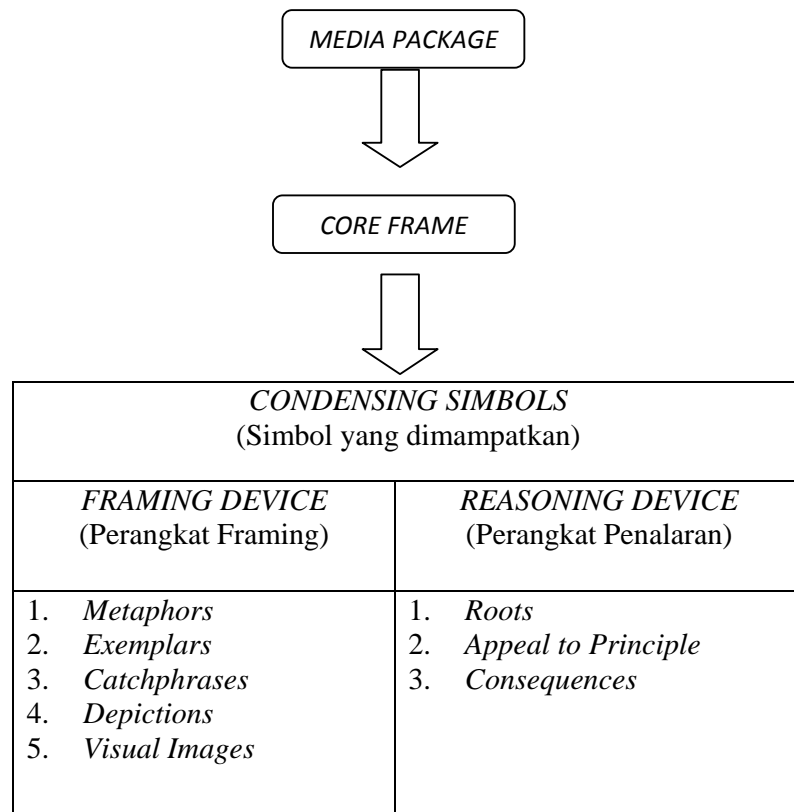 MEDIA PACKAGE
CORE FRAME
CONDENSING SIMBOLS
(Simbol yang dimampatkan)
FRAMING DEVICE
(Perangkat Framing)
REASONING DEVICE
(Perangkat Penalaran)
1. Metaphors
2. Exemplars
3. Catchphrases
4. Depictions
5. Visual Images
1. Roots
2. Appeal to Principle
3. Consequences